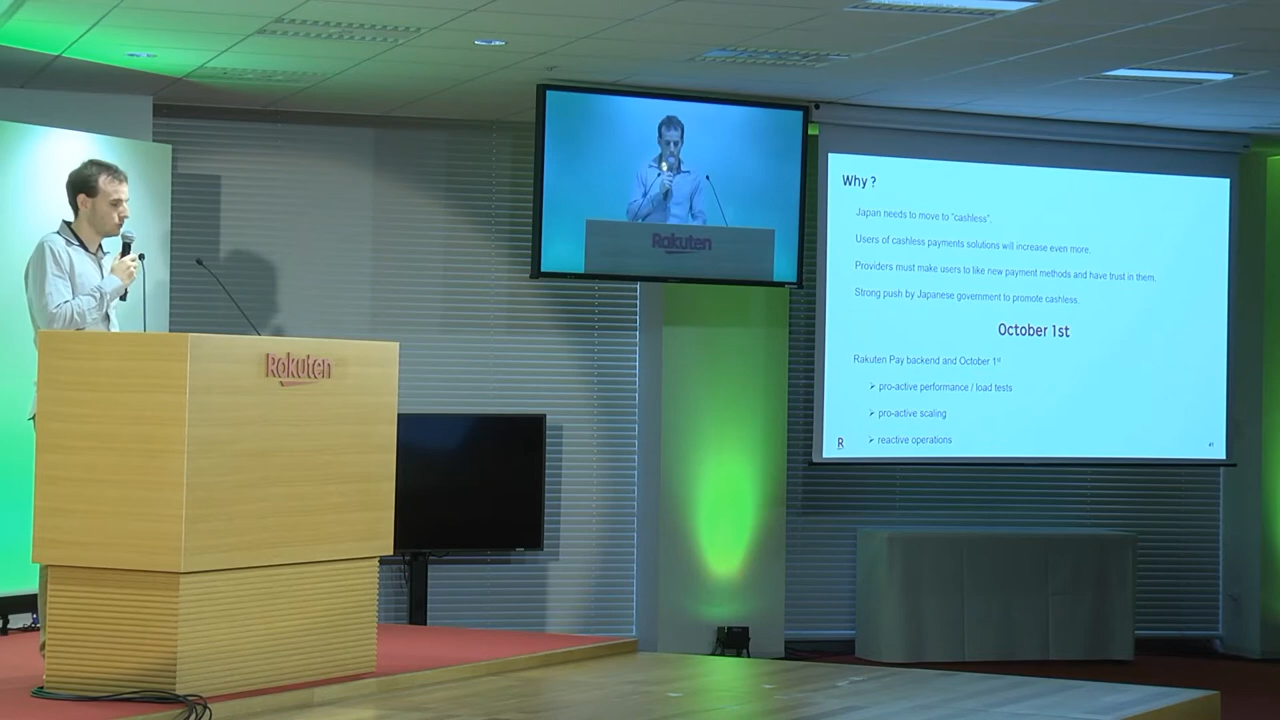 Rakuten
Rakuten
Why ?
Japan needs to move to "cashless".
Users of cashless payments solutions will increase even more.
Providers must make users to like new payment methods and have trust in them.
Strong push by Japanese government to promote cashless.
October 1st
Rakuten Pay backend and October 1st
➢ pro-active performance / load tests
➢ pro-active scaling
➢ reactive operations
R
41